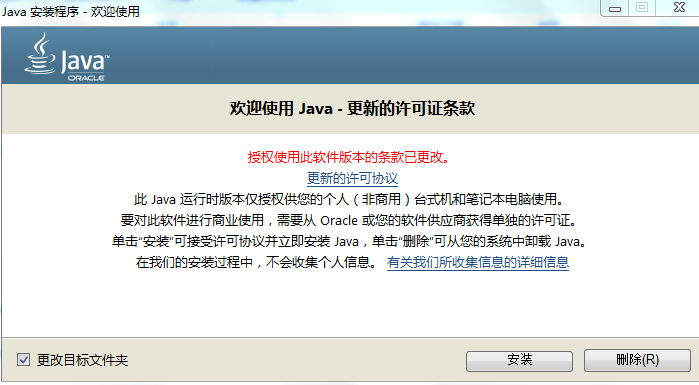 Java 安装程序 - 欢迎使用
Java™
ORACLE
欢迎使用 Java - 更新的许可证条款
授权使用此软件版本的条款已更改。
更新的许可协议
此 Java 运行时版本仅授权供您的个人（非商用）台式机和笔记本电脑使用。
要对此软件进行商业使用，需要从 Oracle 或您的软件供应商获得单独的许可证。
单击“安装”可接受许可协议并立即安装 Java，单击“删除”可从您的系统中卸载 Java。
在我们的安装过程中，不会收集个人信息。 有关我们所收集信息的详细信息
更改目标文件夹 安装 删除(R)